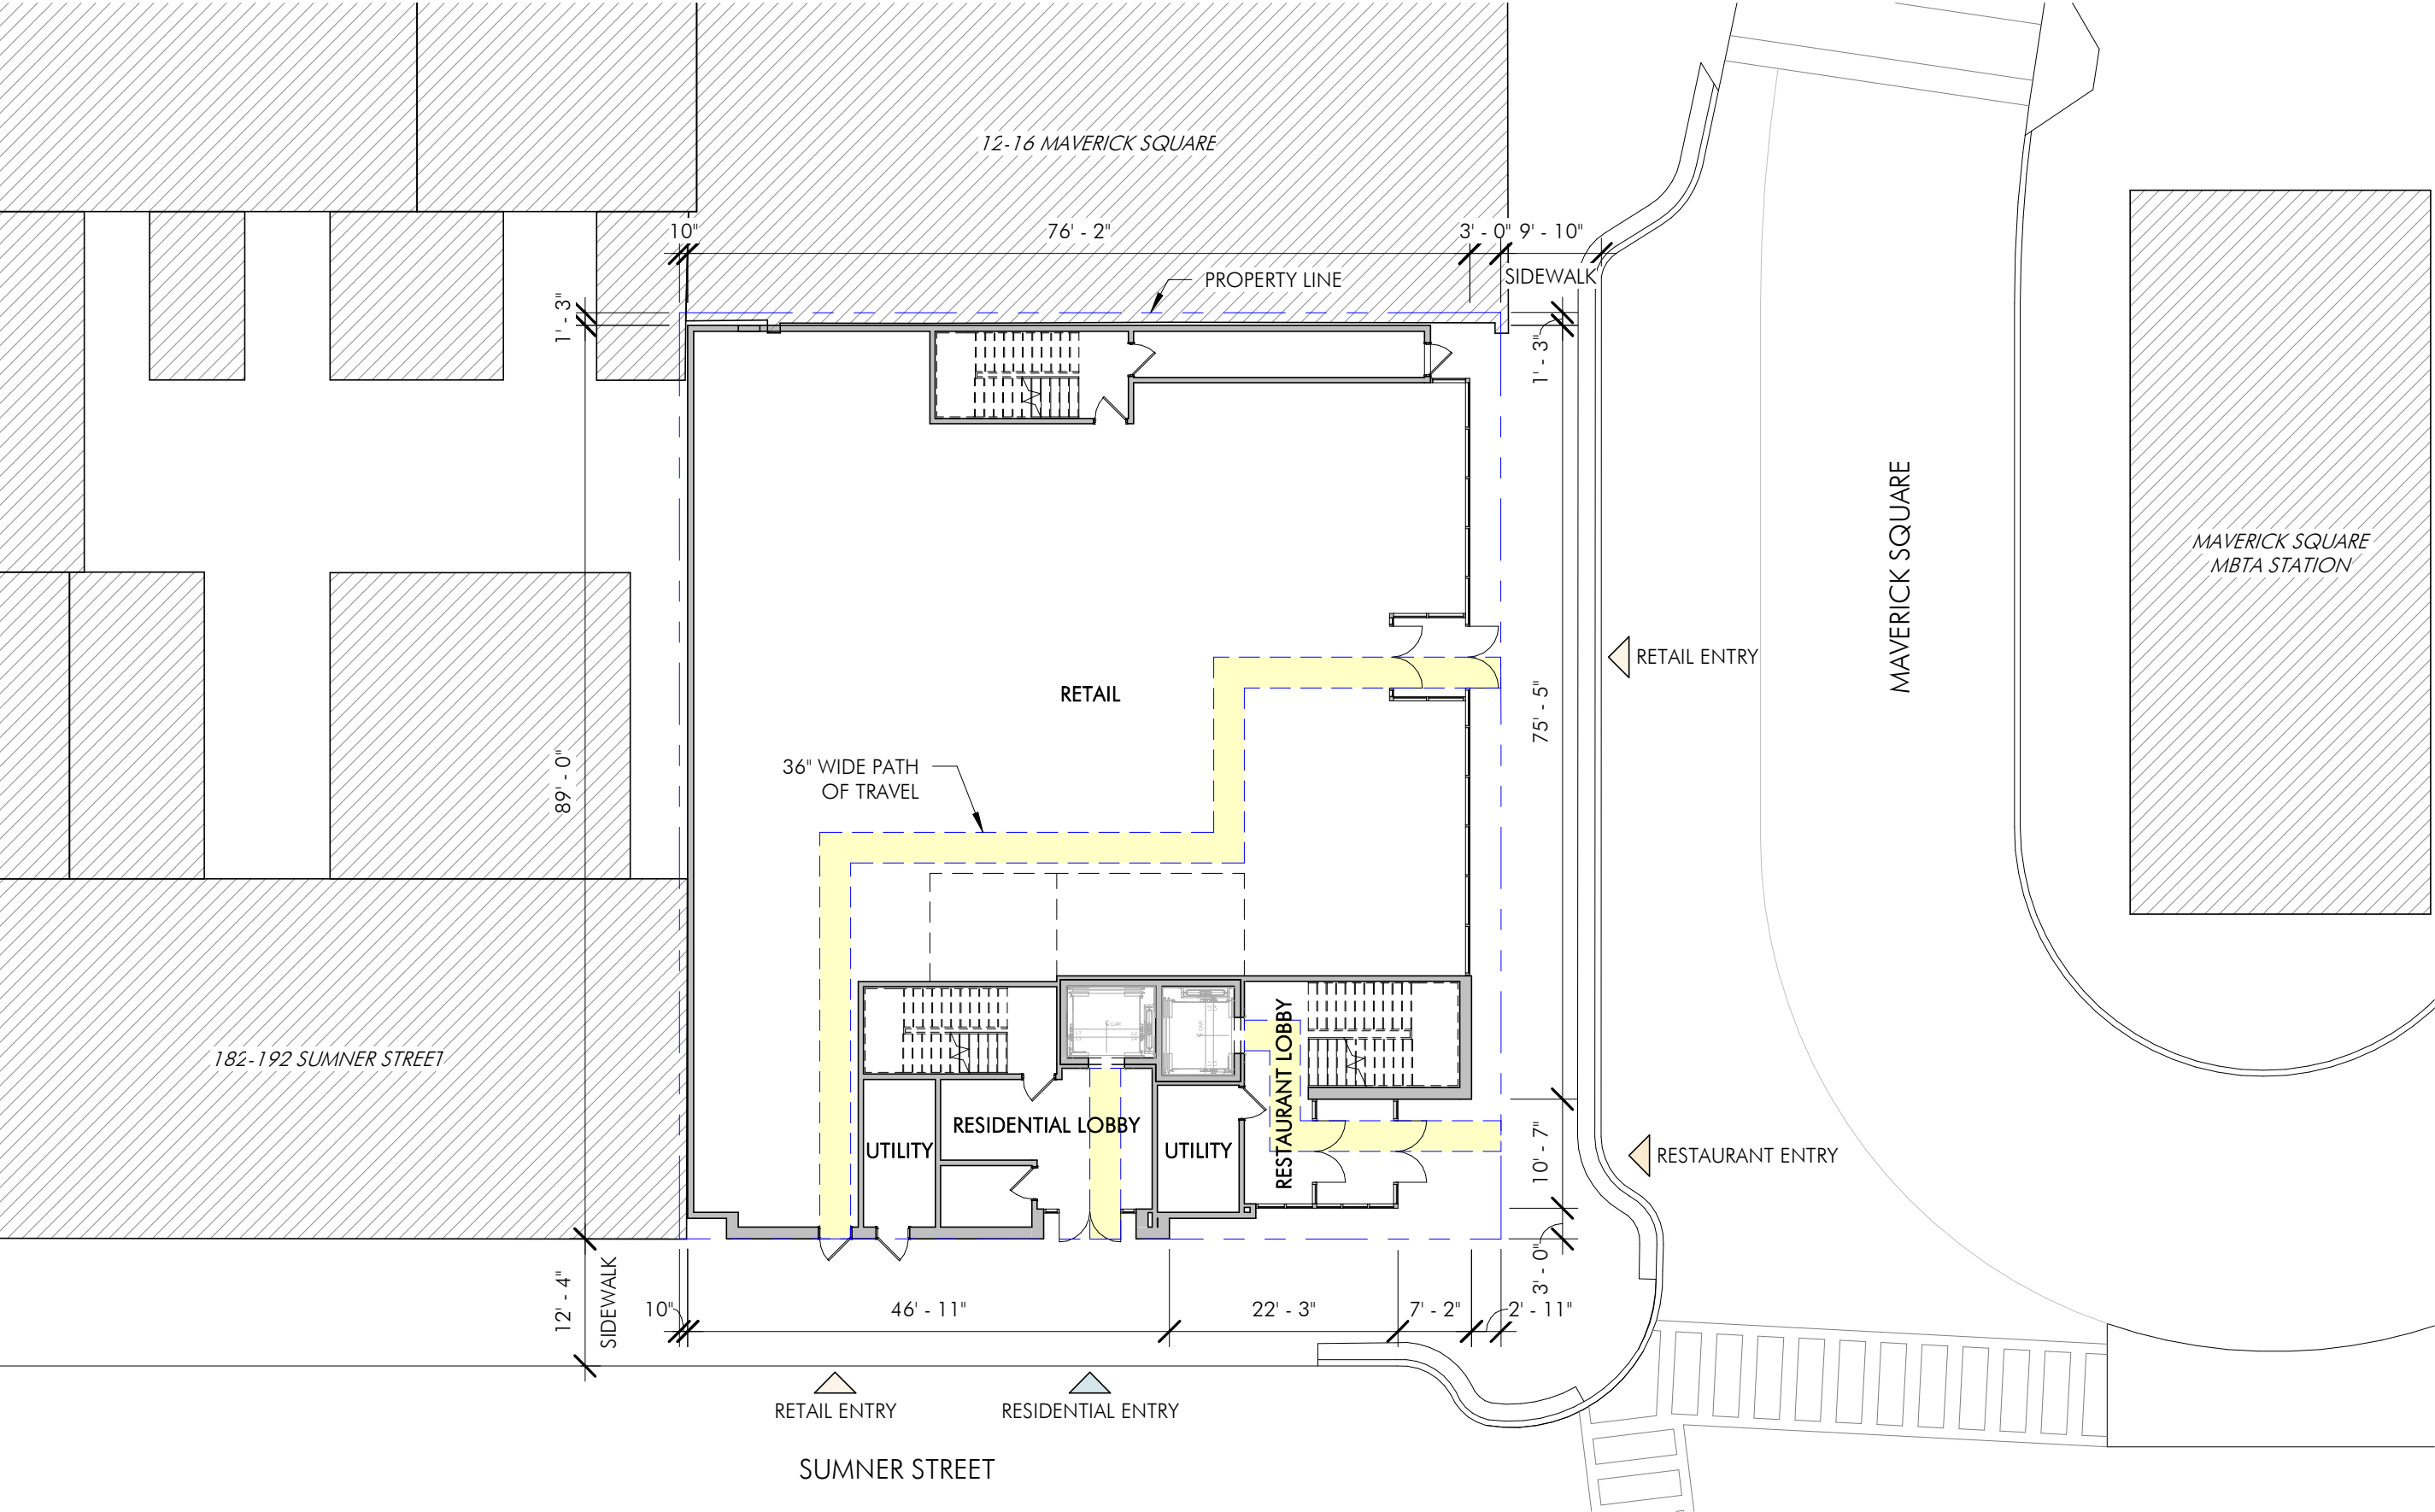 12-16 MAVERICK SQUARE
10"
76' - 2"
3' - 0"
9' - 10"
PROPERTY LINE
SIDEWALK
1' - 3"
1' - 3"
MAVERICK SQUARE
MAVERICK SQUARE
MBTA STATION
RETAIL ENTRY
RETAIL
75' - 5"
36" WIDE PATH
OF TRAVEL
89' - 0"
CAR
CAR
182-192 SUMNER STREET
RESTAURANT LOBBY
RESIDENTIAL LOBBY
UTILITY
UTILITY
10' - 7"
RESTAURANT ENTRY
3' - 0"
12' - 4"
SIDEWALK
10"
46' - 11"
22' - 3"
7' - 2"
2' - 11"
RETAIL ENTRY
RESIDENTIAL ENTRY
SUMNER STREET